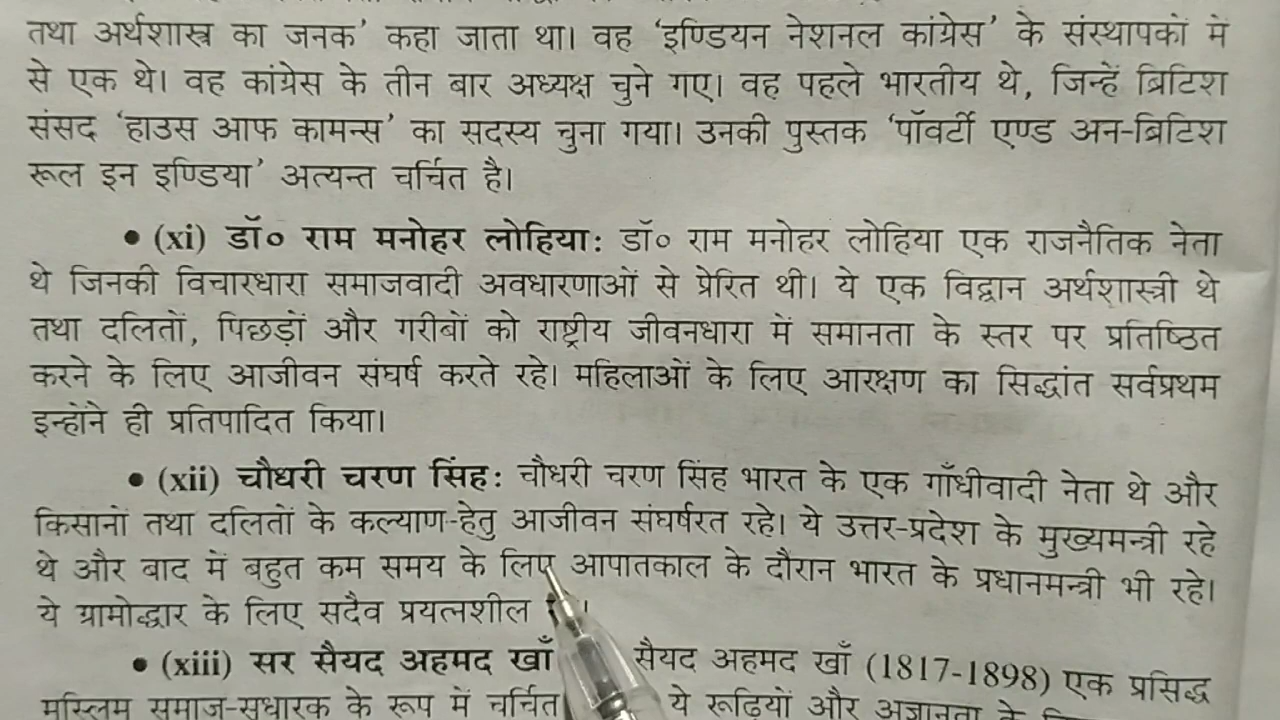 तथा अर्थशास्त्र का जनक’ कहा जाता था। वह ‘इण्डियन नेशनल कांग्रेस’ के संस्थापकों में
से एक थे। वह कांग्रेस के तीन बार अध्यक्ष चुने गए। वह पहले भारतीय थे, जिन्हें ब्रिटिश
संसद ‘हाउस आफ कामन्स’ का सदस्य चुना गया। उनकी पुस्तक ‘पॉवर्टी एण्ड अन-ब्रिटिश
रूल इन इण्डिया’ अत्यन्त चर्चित है।
• (xi) डॉ० राम मनोहर लोहिया: डॉ० राम मनोहर लोहिया एक राजनैतिक नेता
थे जिनकी विचारधारा समाजवादी अवधारणाओं से प्रेरित थी। ये एक विद्वान अर्थशास्त्री थे
तथा दलितों, पिछड़ों और गरीबों को राष्ट्रीय जीवनधारा में समानता के स्तर पर प्रतिष्ठित
करने के लिए आजीवन संघर्ष करते रहे। महिलाओं के लिए आरक्षण का सिद्धांत सर्वप्रथम
इन्होंने ही प्रतिपादित किया।
• (xii) चौधरी चरण सिंह: चौधरी चरण सिंह भारत के एक गाँधीवादी नेता थे और
किसानों तथा दलितों के कल्याण-हेतु आजीवन संघर्षरत रहे। ये उत्तर-प्रदेश के मुख्यमन्त्री रहे
थे और बाद में बहुत कम समय के लिए आपातकाल के दौरान भारत के प्रधानमन्त्री भी रहे।
ये ग्रामोद्धार के लिए सदैव प्रयत्नशील
• (xiii) सर सैयद अहमद खाँ सैयद अहमद खाँ (1817-1898) एक प्रसिद्ध
मुस्लिम समाज-सुधारक के रूप में चर्चित ये रूढ़ियों और अज्ञानता के